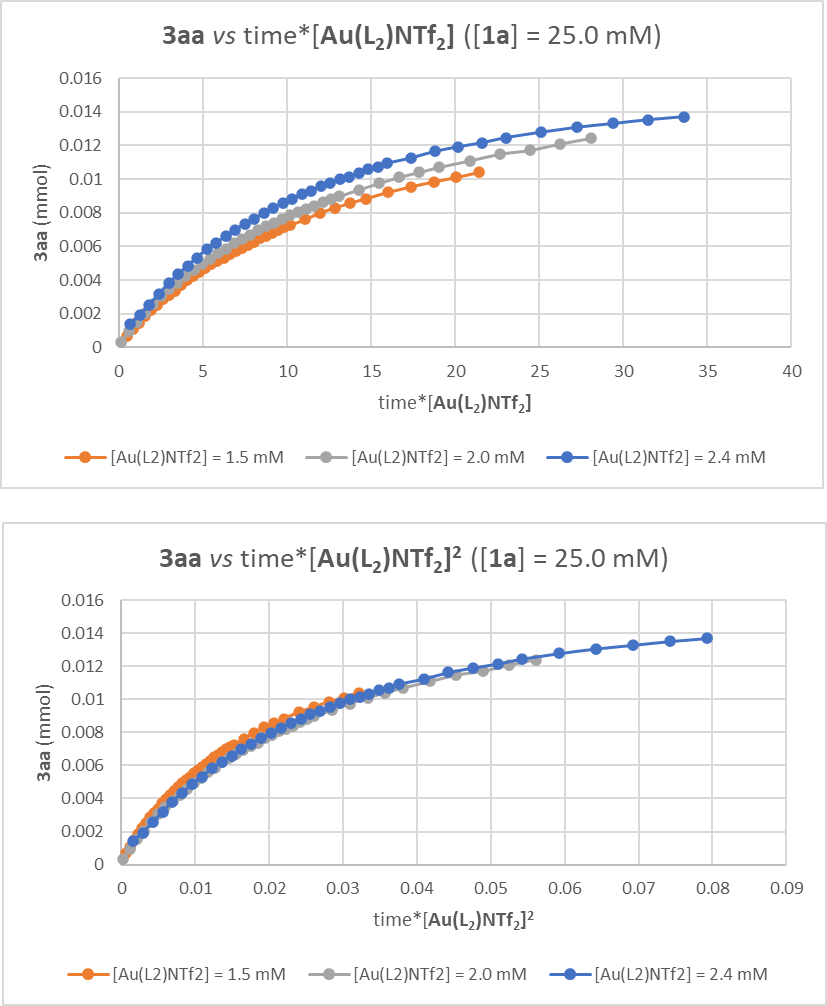 3aa vs time*[Au(L₂)NTf₂] ([1a] = 25.0 mM)
0.016
0.014
0.012
0.01
0.008
0.006
0.004
0.002
0
3aa (mmol)
0 5 10 15 20 25 30 35 40
time*[Au(L₂)NTf₂]
[Au(L2)NTf2] = 1.5 mM [Au(L2)NTf2] = 2.0 mM [Au(L2)NTf2] = 2.4 mM
3aa vs time*[Au(L₂)NTf₂]² ([1a] = 25.0 mM)
0.016
0.014
0.012
0.01
0.008
0.006
0.004
0.002
0
3aa (mmol)
0 0.01 0.02 0.03 0.04 0.05 0.06 0.07 0.08 0.09
time*[Au(L₂)NTf₂]²
[Au(L2)NTf2] = 1.5 mM [Au(L2)NTf2] = 2.0 mM [Au(L2)NTf2] = 2.4 mM